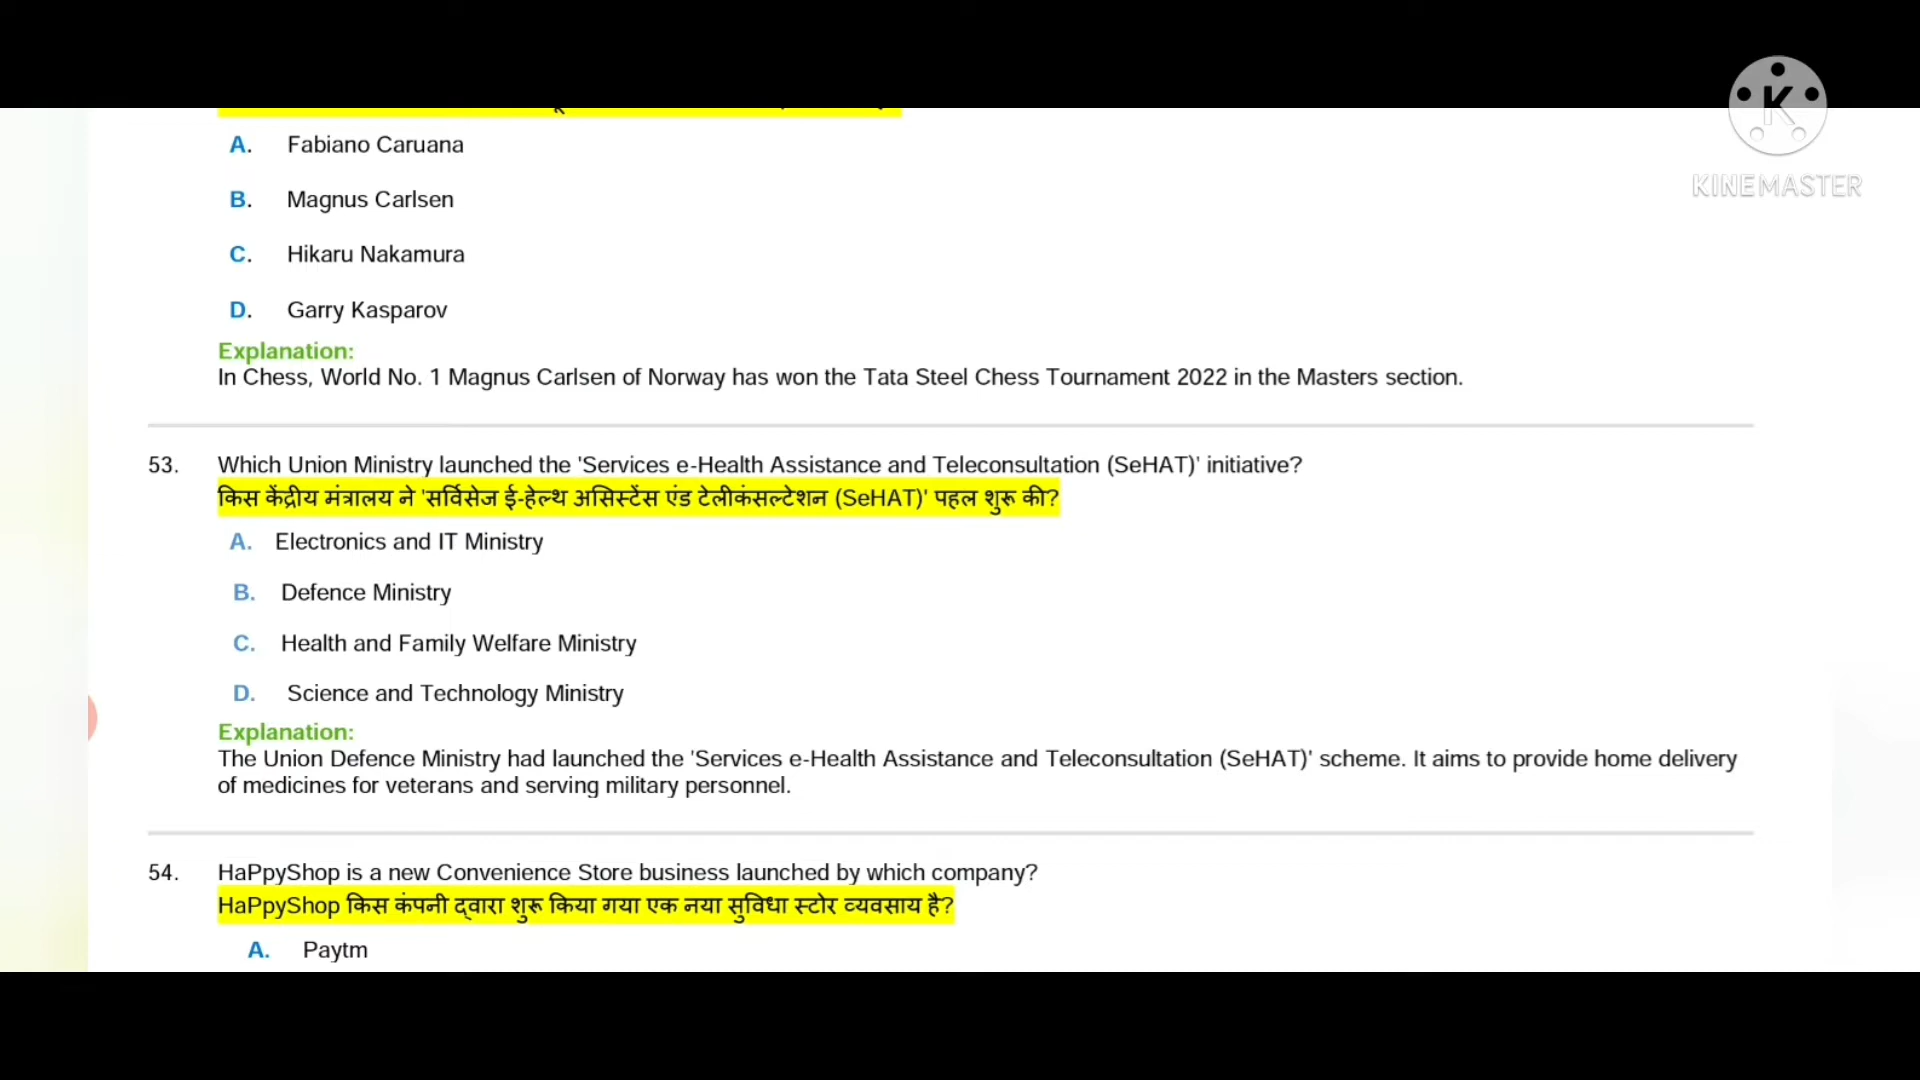 A. Fabiano Caruana
B. Magnus Carlsen
C. Hikaru Nakamura
D. Garry Kasparov
Explanation:
In Chess, World No. 1 Magnus Carlsen of Norway has won the Tata Steel Chess Tournament 2022 in the Masters section.
53. Which Union Ministry launched the 'Services e-Health Assistance and Teleconsultation (SeHAT)' initiative?
किस केंद्रीय मंत्रालय ने 'सर्विसेज ई-हेल्थ असिस्टेंस एंड टेलीकंसल्टेशन (SeHAT)' पहल शुरू की?
A. Electronics and IT Ministry
B. Defence Ministry
C. Health and Family Welfare Ministry
D. Science and Technology Ministry
Explanation:
The Union Defence Ministry had launched the 'Services e-Health Assistance and Teleconsultation (SeHAT)' scheme. It aims to provide home delivery
of medicines for veterans and serving military personnel.
54. HaPpyShop is a new Convenience Store business launched by which company?
HaPpyShop किस कंपनी द्वारा शुरू किया गया एक नया सुविधा स्टोर व्यवसाय है?
A. Paytm
K
KINEMASTER